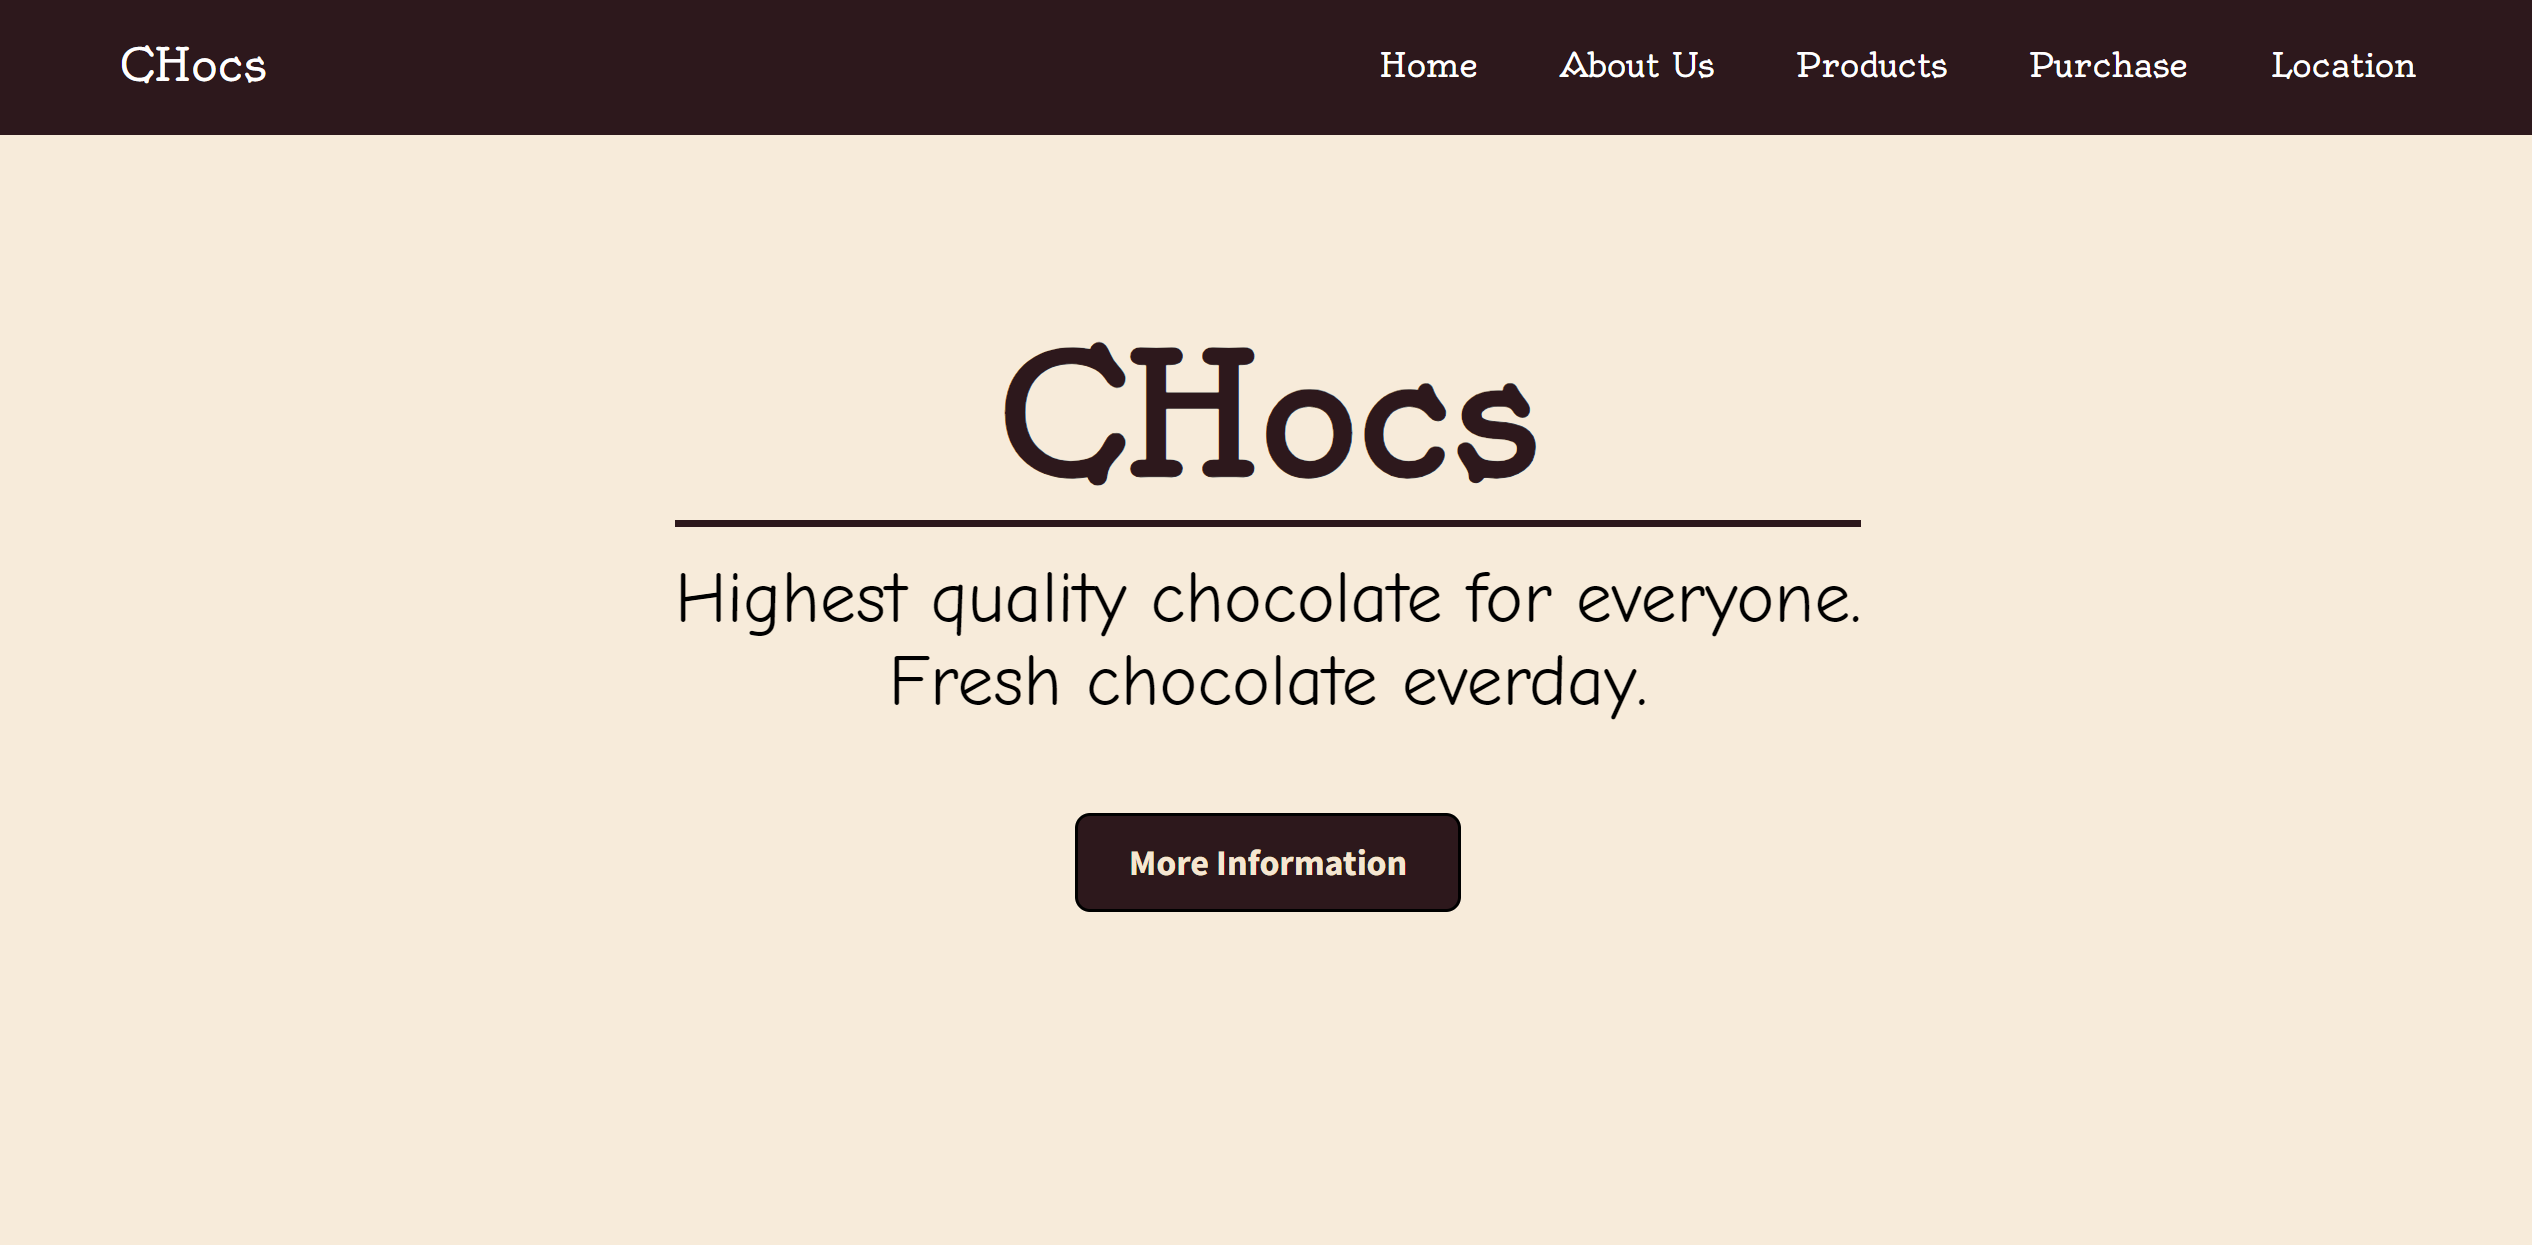 CHocs
Home About Us Products Purchase Location
CHocs
Highest quality chocolate for everyone.
Fresh chocolate everday.
More Information